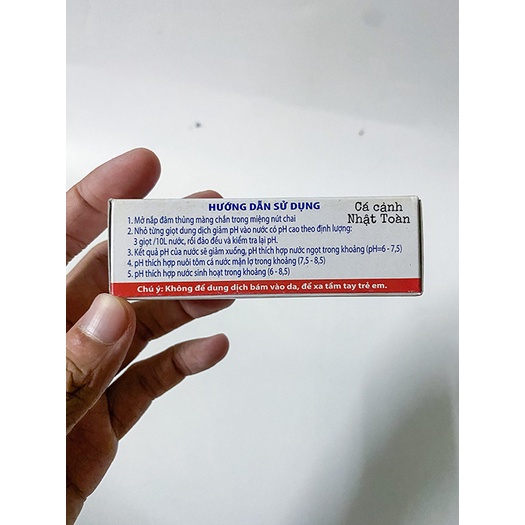 HƯỚNG DẪN SỬ DỤNG
Cá cảnh
Nhật Toàn
1. Mở nắp đâm thủng màng chắn trong miệng nút chai
2. Nhỏ từng giọt dung dịch giảm pH vào nước có pH cao theo định lượng:
3 giọt /10L nước, rồi đảo đều và kiểm tra lại pH.
3. Kết quả pH của nước sẽ giảm xuống, pH thích hợp nước ngọt trong khoảng (pH=6 - 7,5)
4. pH thích hợp nuôi tôm cá nước mặn lợ trong khoảng (7,5 - 8,5)
5. pH thích hợp nước sinh hoạt trong khoảng (6 - 8,5)
Chú ý: Không để dung dịch bám vào da, để xa tầm tay trẻ em.